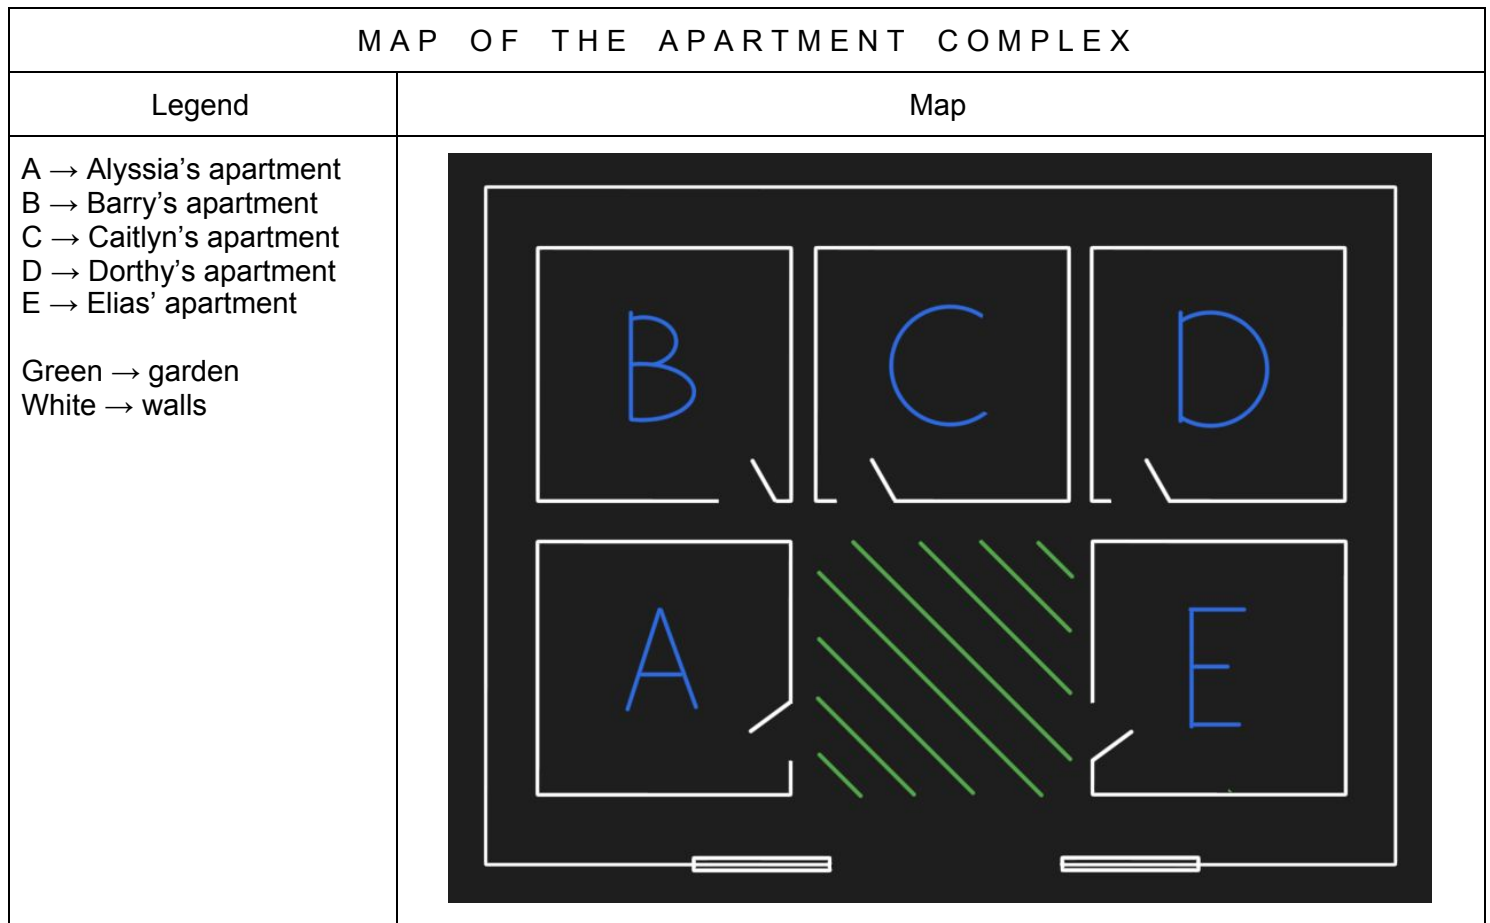 MAP OF THE APARTMENT COMPLEX
Legend
Map
A → Alyssia’s apartment
B → Barry’s apartment
C → Caitlyn’s apartment
D → Dorthy’s apartment
E → Elias’ apartment
Green → garden
White → walls
B C D
A E